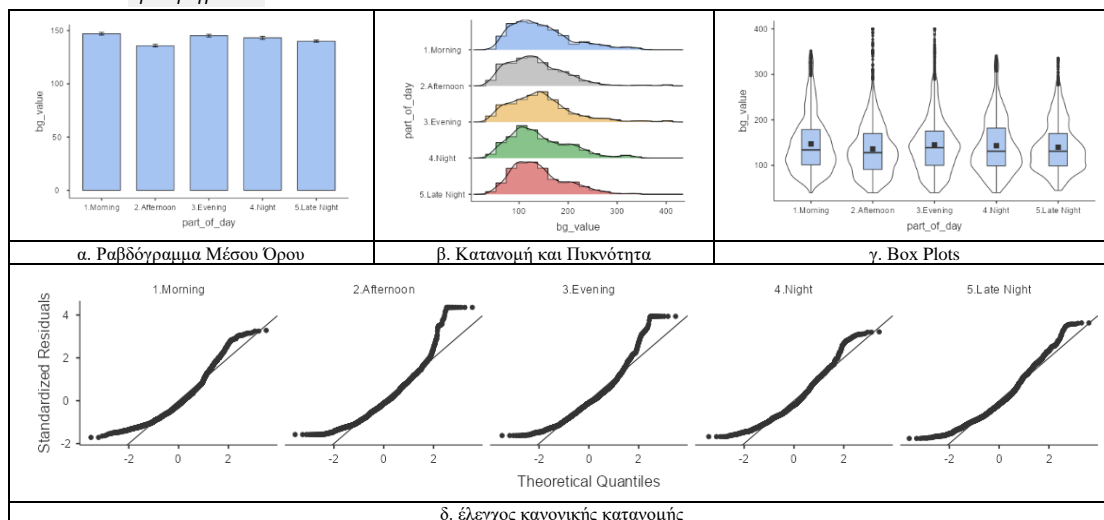 150
100
50
0
bg_value
1.Morning 2.Afternoon 3.Evening 4.Night 5.Late Night
part_of_day
1.Morning
2.Afternoon
3.Evening
4.Night
5.Late Night
part_of_day
100 200 300 400
bg_value
400
300
200
100
bg_value
1.Morning 2.Afternoon 3.Evening 4.Night 5.Late Night
part_of_day
α. Ραβδόγραμμα Μέσου Όρου
β. Κατανομή και Πυκνότητα
γ. Box Plots
1.Morning 2.Afternoon 3.Evening 4.Night 5.Late Night
4
2
0
-2
Standardized Residuals
-2 0 2 -2 0 2 -2 0 2 -2 0 2 -2 0 2
Theoretical Quantiles
δ. έλεγχος κανονικής κατανομής